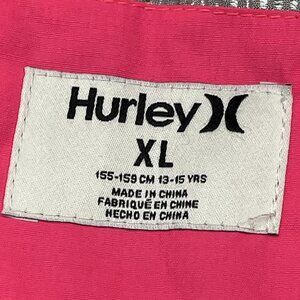 Hurley
XL
155-159 CM 13-15 YRS
MADE IN CHINA
FABRIQUÉ EN CHINE
HECHO EN CHINA